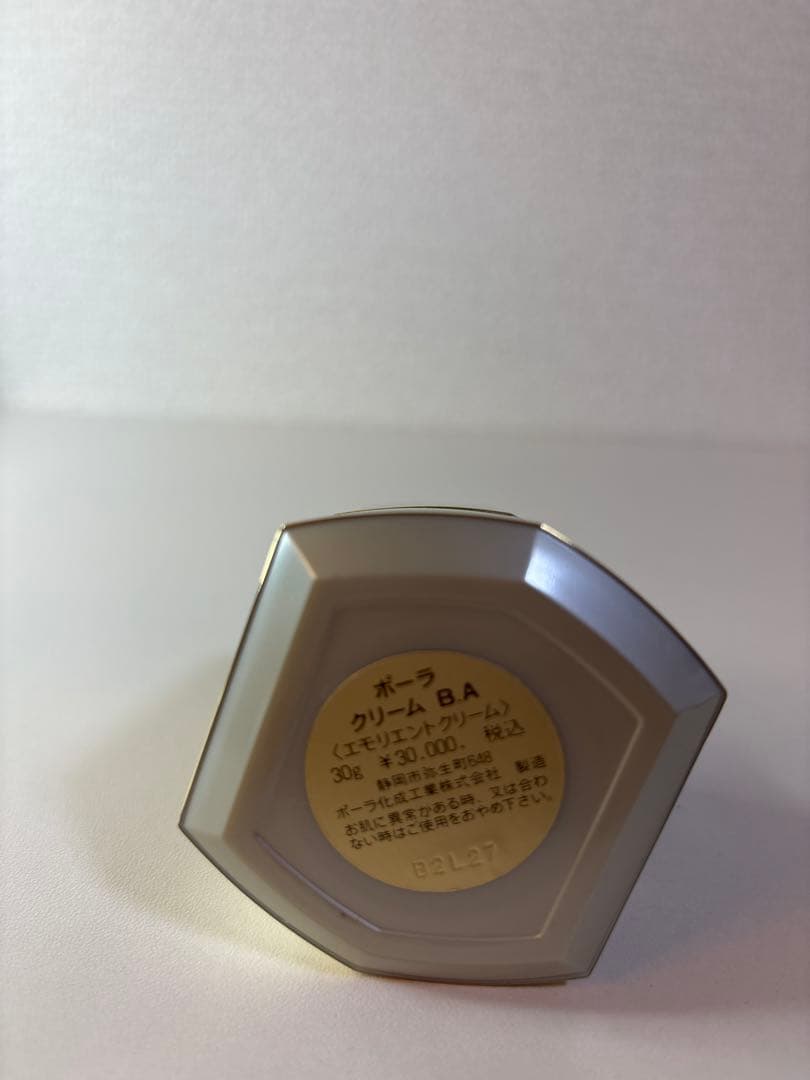 ポーラ
クリーム B.A
〈エモリエントクリーム〉
30g ¥30,000. 税込
静岡市弥生町648
ポーラ化成工業株式会社 製造
お肌に異常がある時、又は合わ
ない時はご使用をおやめ下さい。
B2L27